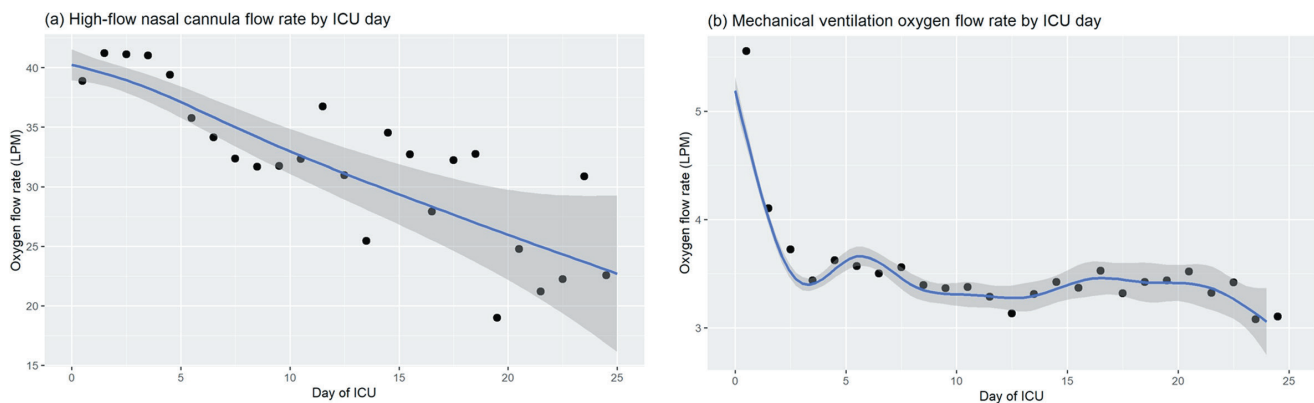 (a) High-flow nasal cannula flow rate by ICU day
Oxygen flow rate (LPM)
40
35
30
25
20
15
0 5 10 15 20 25
Day of ICU
(b) Mechanical ventilation oxygen flow rate by ICU day
Oxygen flow rate (LPM)
5
4
3
0 5 10 15 20 25
Day of ICU